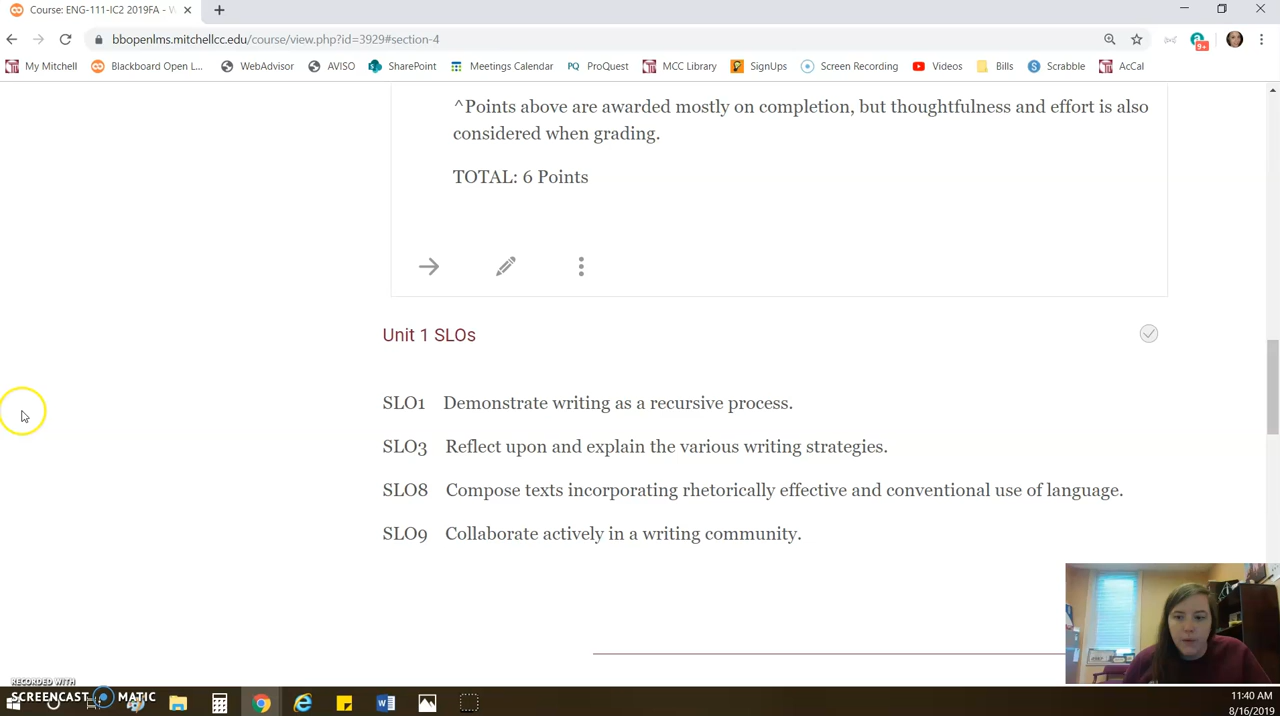 Course: ENG-111-IC2 2019FA - W
bbopenlms.mitchellcc.edu/course/view.php?id=3929#section-4
9+
My Mitchell
Blackboard Open L...
WebAdvisor
AVISO
SharePoint
Meetings Calendar
PQ ProQuest
MCC Library
SignUps
Screen Recording
Videos
Bills
Scrabble
AcCal
^Points above are awarded mostly on completion, but thoughtfulness and effort is also
considered when grading.
TOTAL: 6 Points
Unit 1 SLOs
SLO1 Demonstrate writing as a recursive process.
SLO3 Reflect upon and explain the various writing strategies.
SLO8 Compose texts incorporating rhetorically effective and conventional use of language.
SLO9 Collaborate actively in a writing community.
RECORDED WITH
SCREENCAST MATIC
11:40 AM
8/16/2019